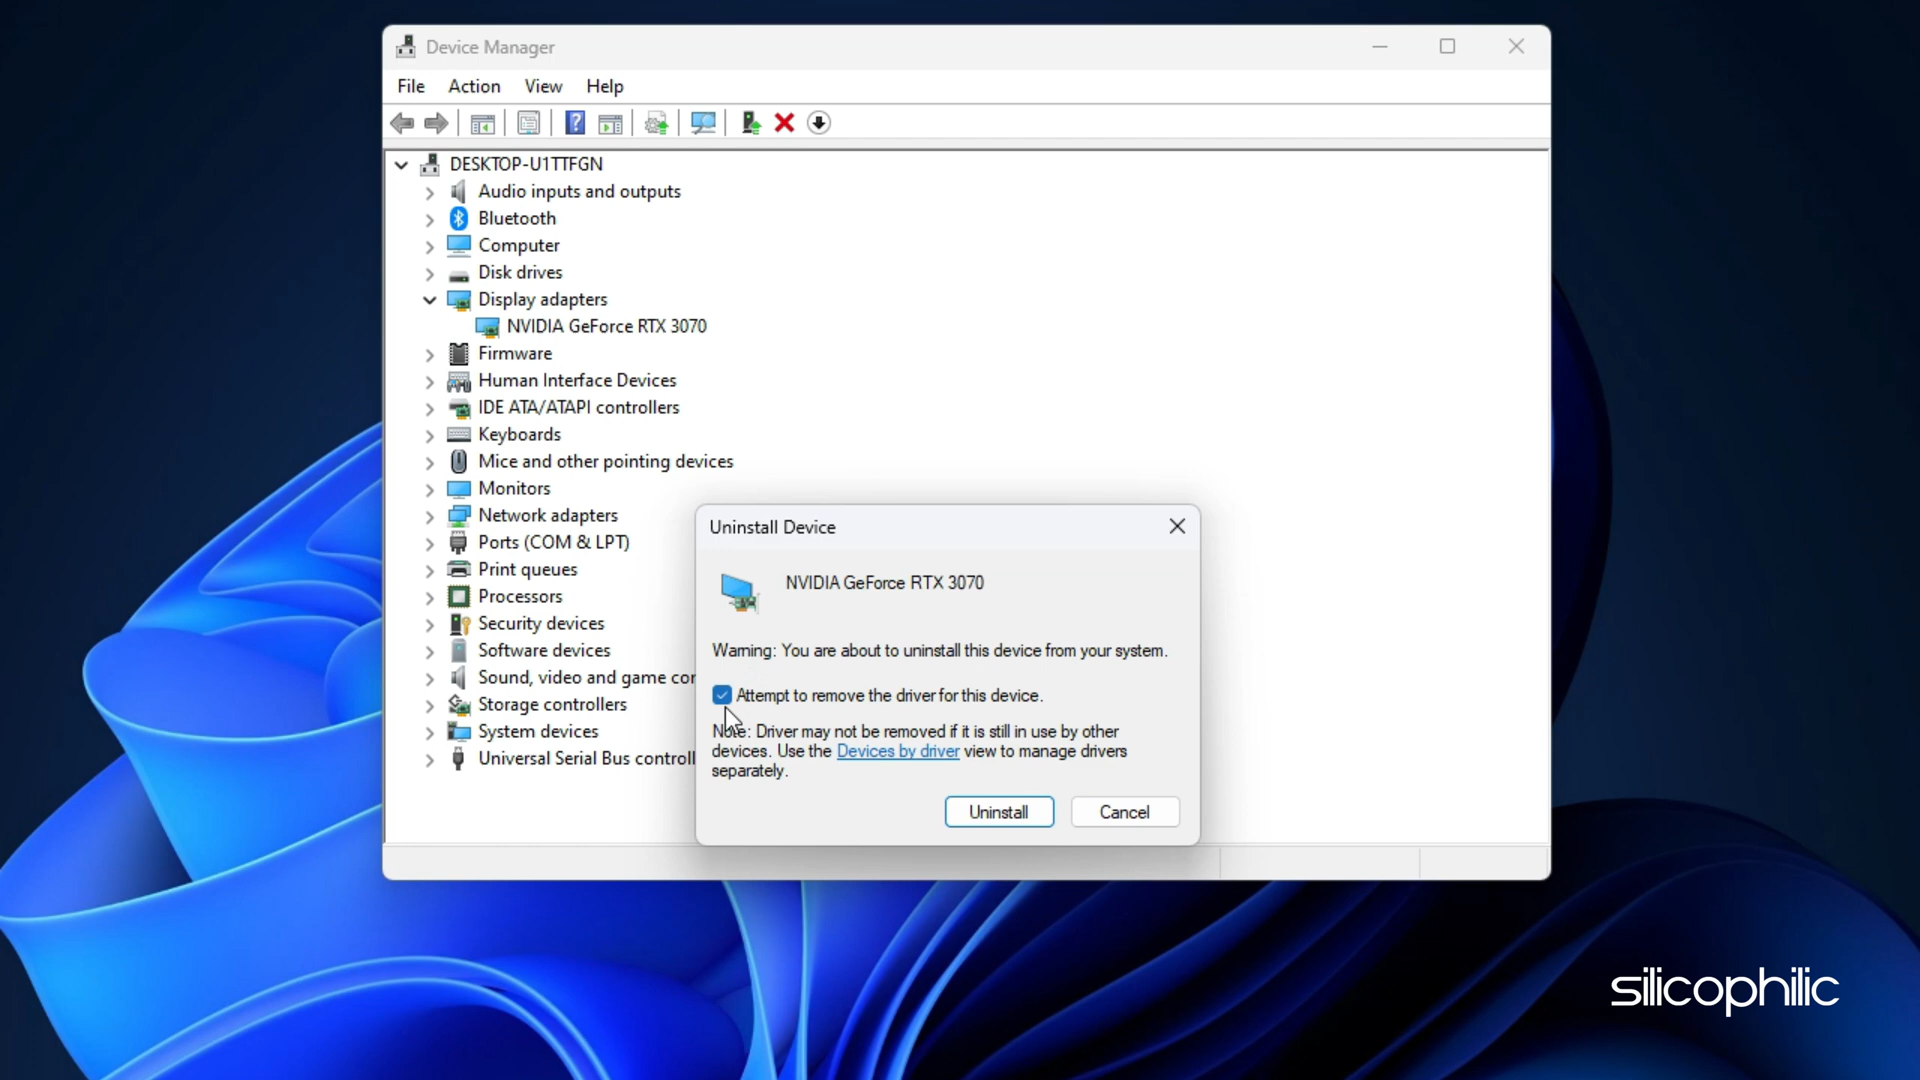 Device Manager
File Action View Help
DESKTOP-U1TTFGN
Audio inputs and outputs
Bluetooth
Computer
Disk drives
Display adapters
NVIDIA GeForce RTX 3070
Firmware
Human Interface Devices
IDE ATA/ATAPI controllers
Keyboards
Mice and other pointing devices
Monitors
Network adapters
Ports (COM & LPT)
Print queues
Processors
Security devices
Software devices
Sound, video and game cor
Storage controllers
System devices
Universal Serial Bus controll
Uninstall Device
NVIDIA GeForce RTX 3070
Warning: You are about to uninstall this device from your system.
Attempt to remove the driver for this device.
Note: Driver may not be removed if it is still in use by other
devices. Use the Devices by driver view to manage drivers
separately.
Uninstall Cancel
silicophilic